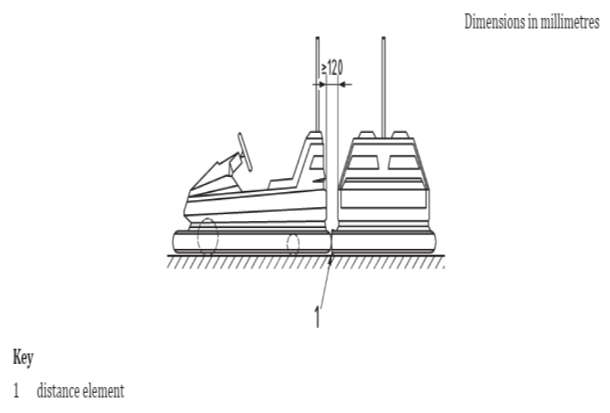 Dimensions in millimetres
≥120
1
Key
1 distance element